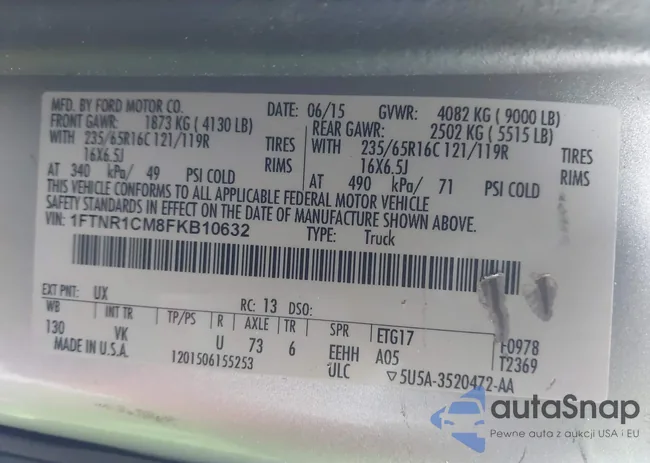 MFD. BY FORD MOTOR CO.
DATE: 06/15 GVWR: 4082 KG ( 9000 LB)
FRONT GAWR: 1873 KG ( 4130 LB)
REAR GAWR: 2502 KG ( 5515 LB)
WITH 235/65R16C 121/119R TIRES
WITH 235/65R16C 121/119R TIRES
16X6.5J RIMS
16X6.5J RIMS
AT 340 kPa/ 49 PSI COLD
AT 490 kPa/ 71 PSI COLD
THIS VEHICLE CONFORMS TO ALL APPLICABLE FEDERAL MOTOR VEHICLE
SAFETY STANDARDS IN EFFECT ON THE DATE OF MANUFACTURE SHOWN ABOVE.
VIN: 1FTNR1CM8FKB10632 TYPE: Truck
EXT PNT: UX RC: 13 DSO:
WB INT TR TP/PS R AXLE TR SPR ETG17
130 VK U 73 6 EEHH A05
MADE IN U.S.A. 1201506155253 ULC ▽5U5A-3520472-AA
T2369
autoSnap
Pewne auta z aukcji USA i EU